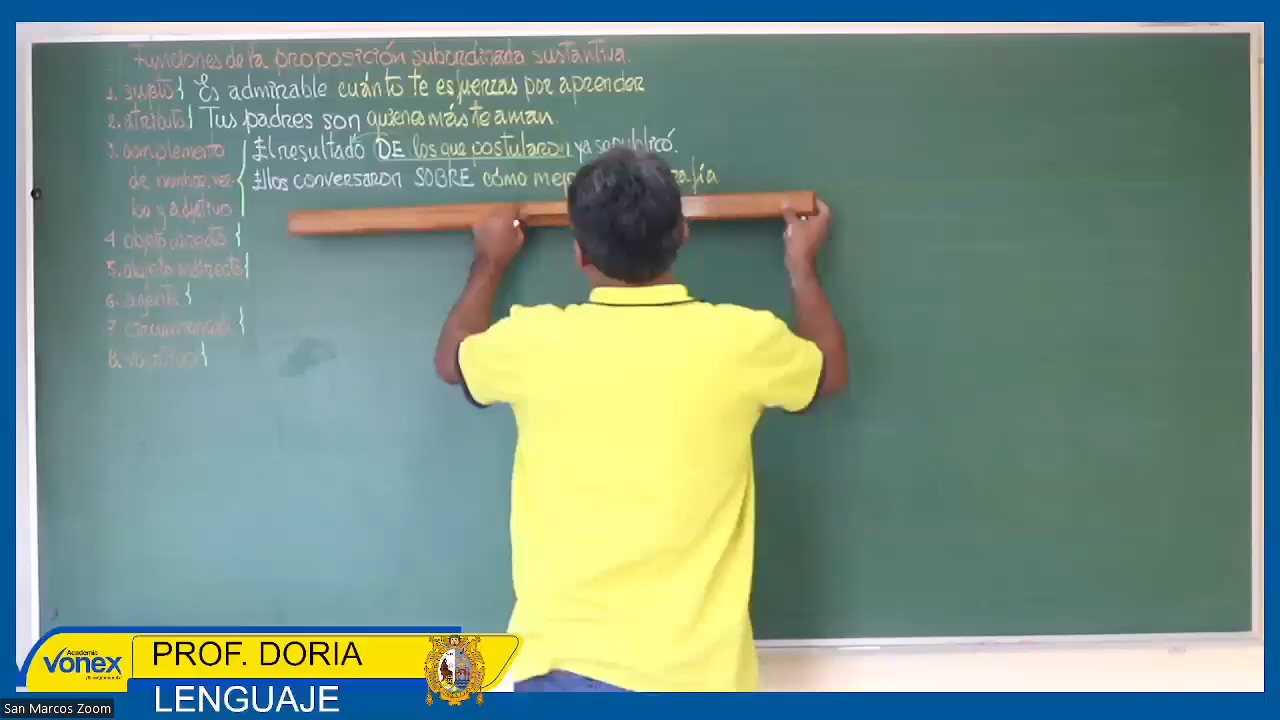 Funciones de la proposición subordinada sustantiva.
1. sujeto { Es admirable cuánto te esfuerzas por aprender
2. atributo { Tus padres son quienes más te aman.
3. complemento
de nombre, ver-
bo y adjetivo
El resultado DE los que postularon ya se publicó.
Ellos conversaron SOBRE cómo
4. objeto directo {
5. objeto indirecto {
6. agente {
7. circunstancial {
8. vocativo {
Academia
vonex
PROF. DORIA
LENGUAJE
San Marcos Zoom